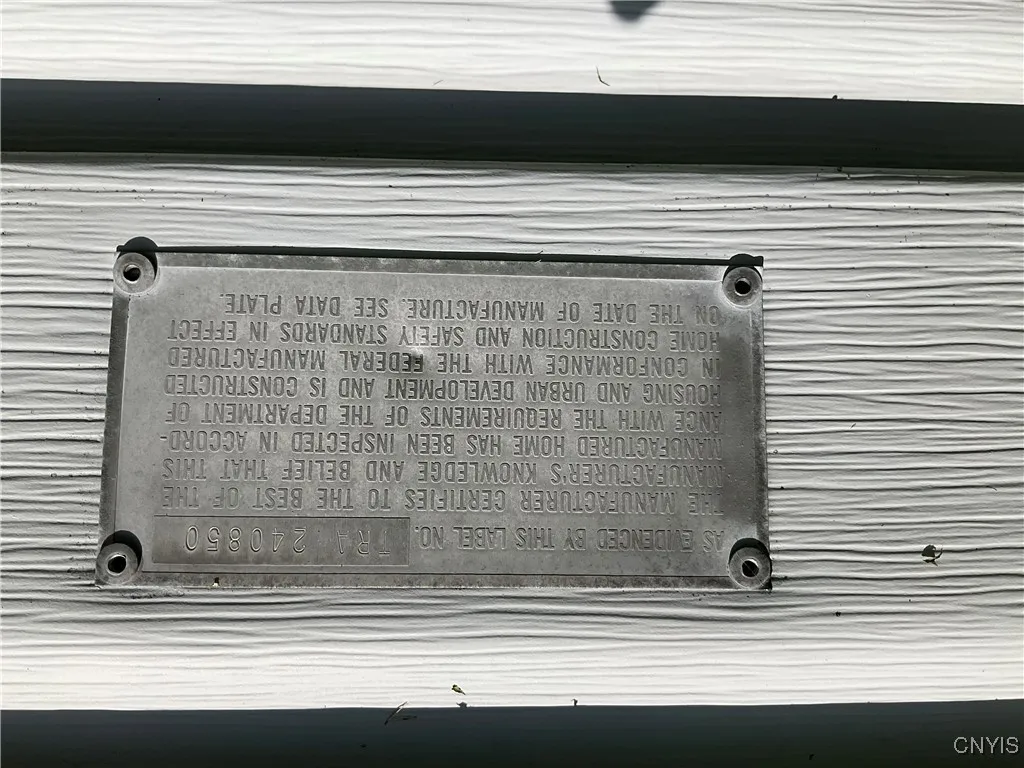 AS EVIDENCED BY THIS LABEL NO. TRA 240850
THE MANUFACTURER CERTIFIES TO THE BEST OF THE
MANUFACTURER'S KNOWLEDGE AND BELIEF THAT THIS
MANUFACTURED HOME HAS BEEN INSPECTED IN ACCORD-
ANCE WITH THE REQUIREMENTS OF THE DEPARTMENT OF
HOUSING AND URBAN DEVELOPMENT AND IS CONSTRUCTED
IN CONFORMANCE WITH THE FEDERAL MANUFACTURED
HOME CONSTRUCTION AND SAFETY STANDARDS IN EFFECT
ON THE DATE OF MANUFACTURE. SEE DATA PLATE.
CNYIS